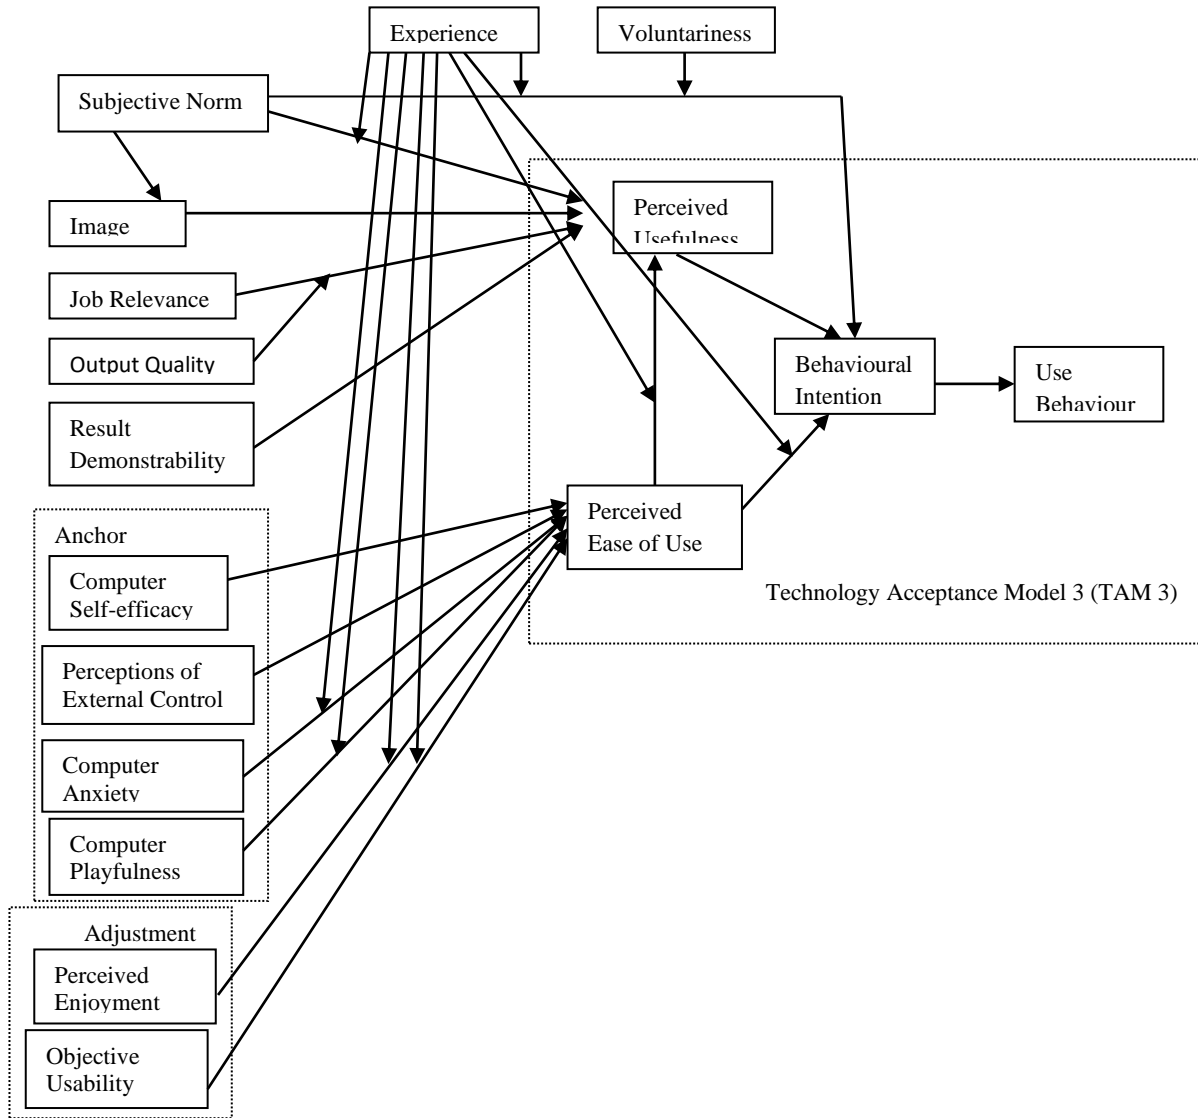 Experience
Voluntariness
Subjective Norm
Image
Perceived
Usefulness
Job Relevance
Output Quality
Behavioural
Intention
Use
Behaviour
Result
Demonstrability
Perceived
Ease of Use
Anchor
Computer
Self-efficacy
Technology Acceptance Model 3 (TAM 3)
Perceptions of
External Control
Computer
Anxiety
Computer
Playfulness
Adjustment
Perceived
Enjoyment
Objective
Usability